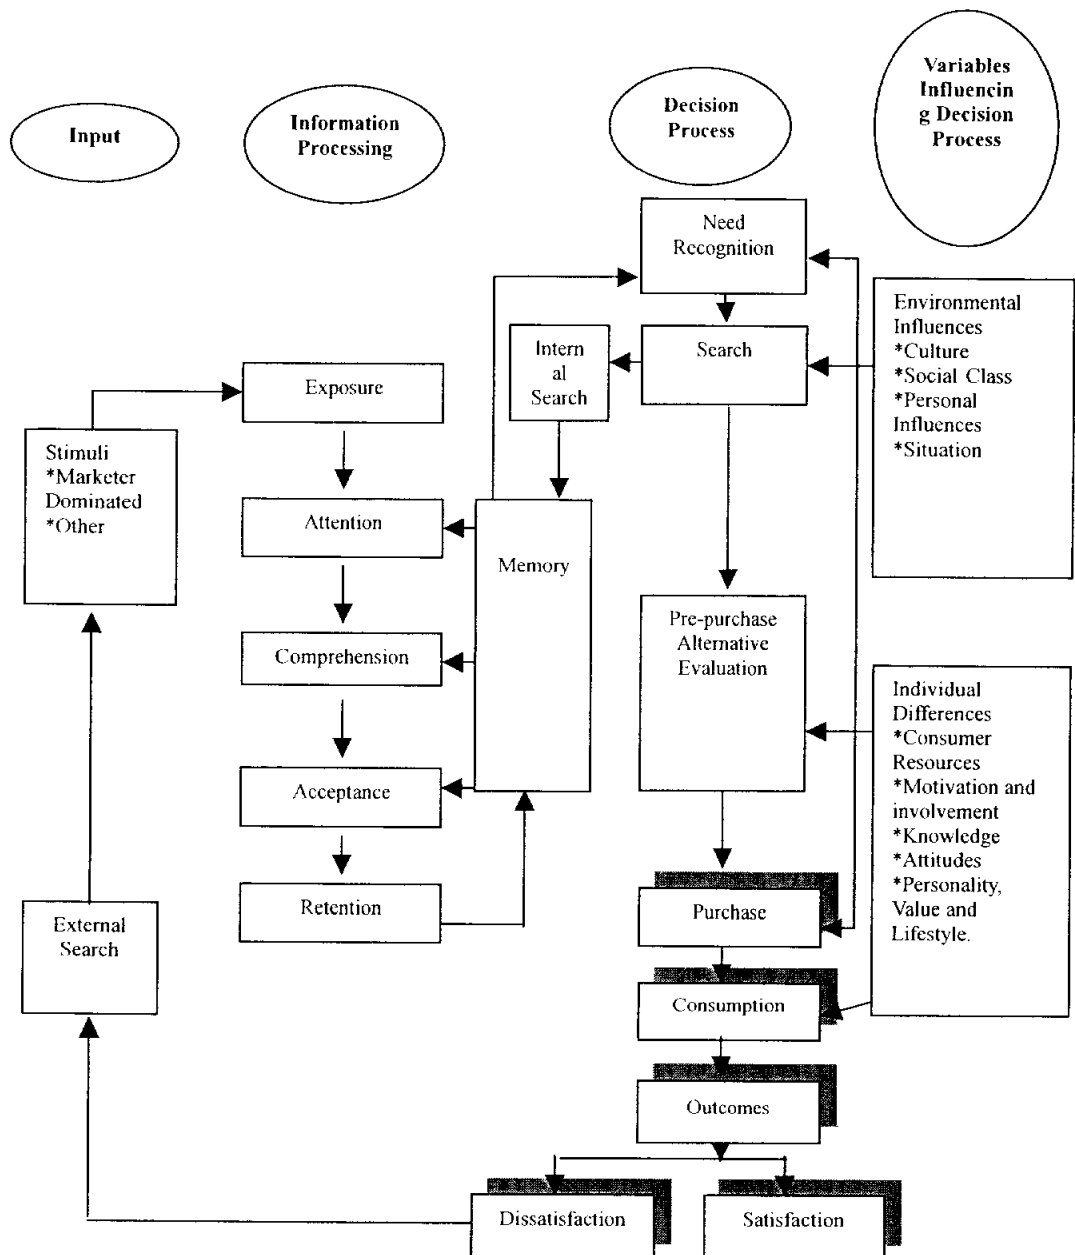 Input
Information
Processing
Decision
Process
Variables
Influencin
g Decision
Process
Need
Recognition
Search
Intern
al
Search
Exposure
Attention
Comprehension
Acceptance
Retention
Memory
Stimuli
*Marketer
Dominated
*Other
External
Search
Pre-purchase
Alternative
Evaluation
Purchase
Consumption
Outcomes
Dissatisfaction
Satisfaction
Environmental
Influences
*Culture
*Social Class
*Personal
Influences
*Situation
Individual
Differences
*Consumer
Resources
*Motivation and
involvement
*Knowledge
*Attitudes
*Personality,
Value and
Lifestyle.